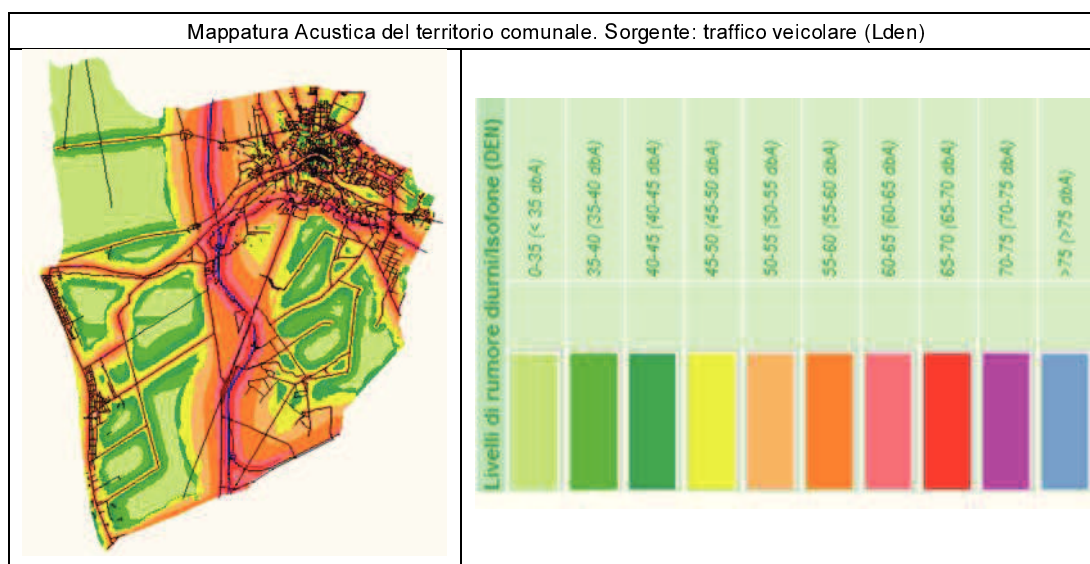 Mappatura Acustica del territorio comunale. Sorgente: traffico veicolare (Lden)
Livelli di rumore diurni/Isofone (DEN)
0-35 (< 35 dbA)
35-40 (35-40 dbA)
40-45 (40-45 dbA)
45-50 (45-50 dbA)
50-55 (50-55 dbA)
55-60 (55-60 dbA)
60-65 (60-65 dbA)
65-70 (65-70 dbA)
70-75 (70-75 dbA)
>75 (>75 dbA)